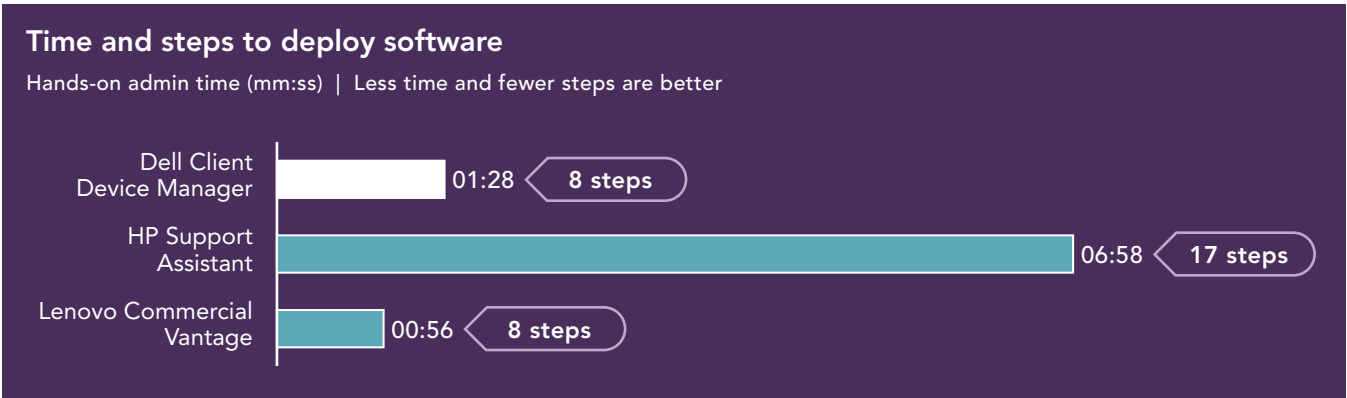 Time and steps to deploy software
Hands-on admin time (mm:ss) | Less time and fewer steps are better
Dell Client
Device Manager
01:28
8 steps
HP Support
Assistant
06:58
17 steps
Lenovo Commercial
Vantage
00:56
8 steps